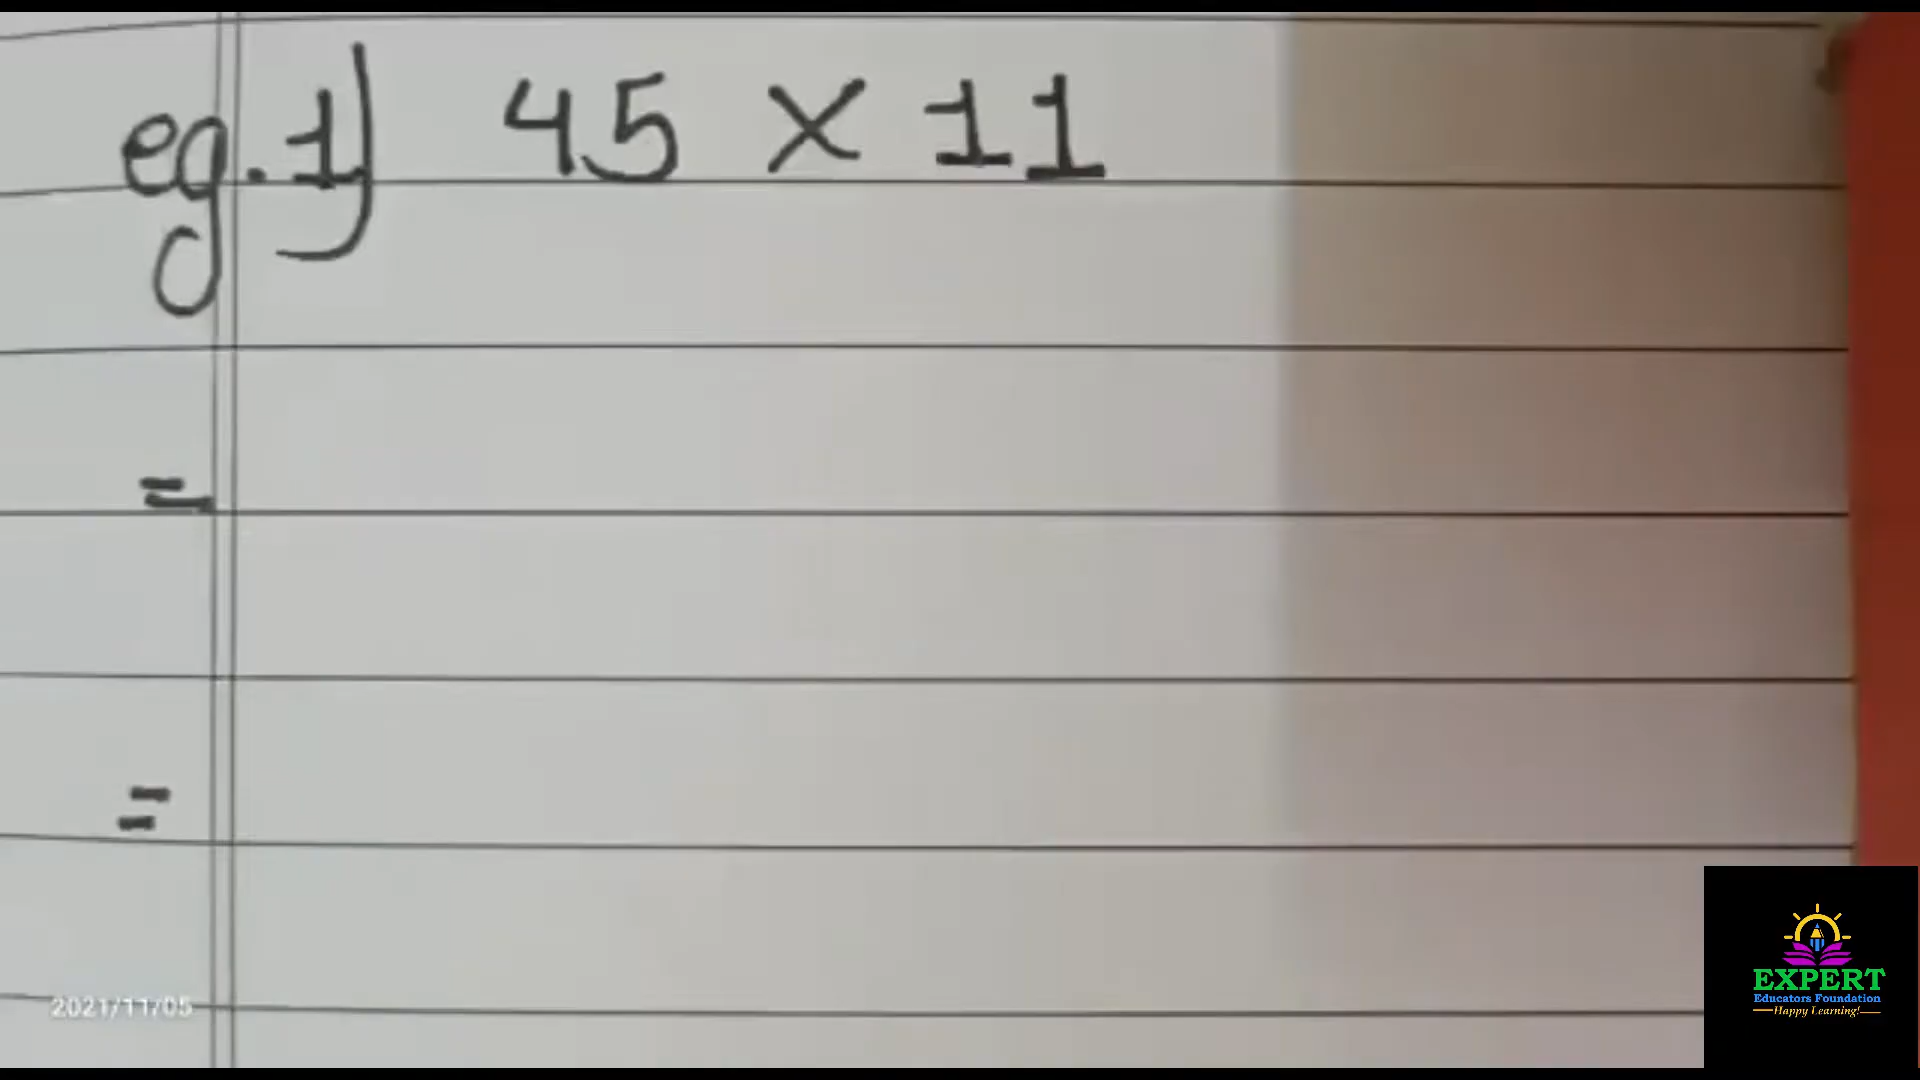 eg.1) 45 × 11
=
=
2021/11/05
EXPERT
Educators Foundation
Happy Learning!